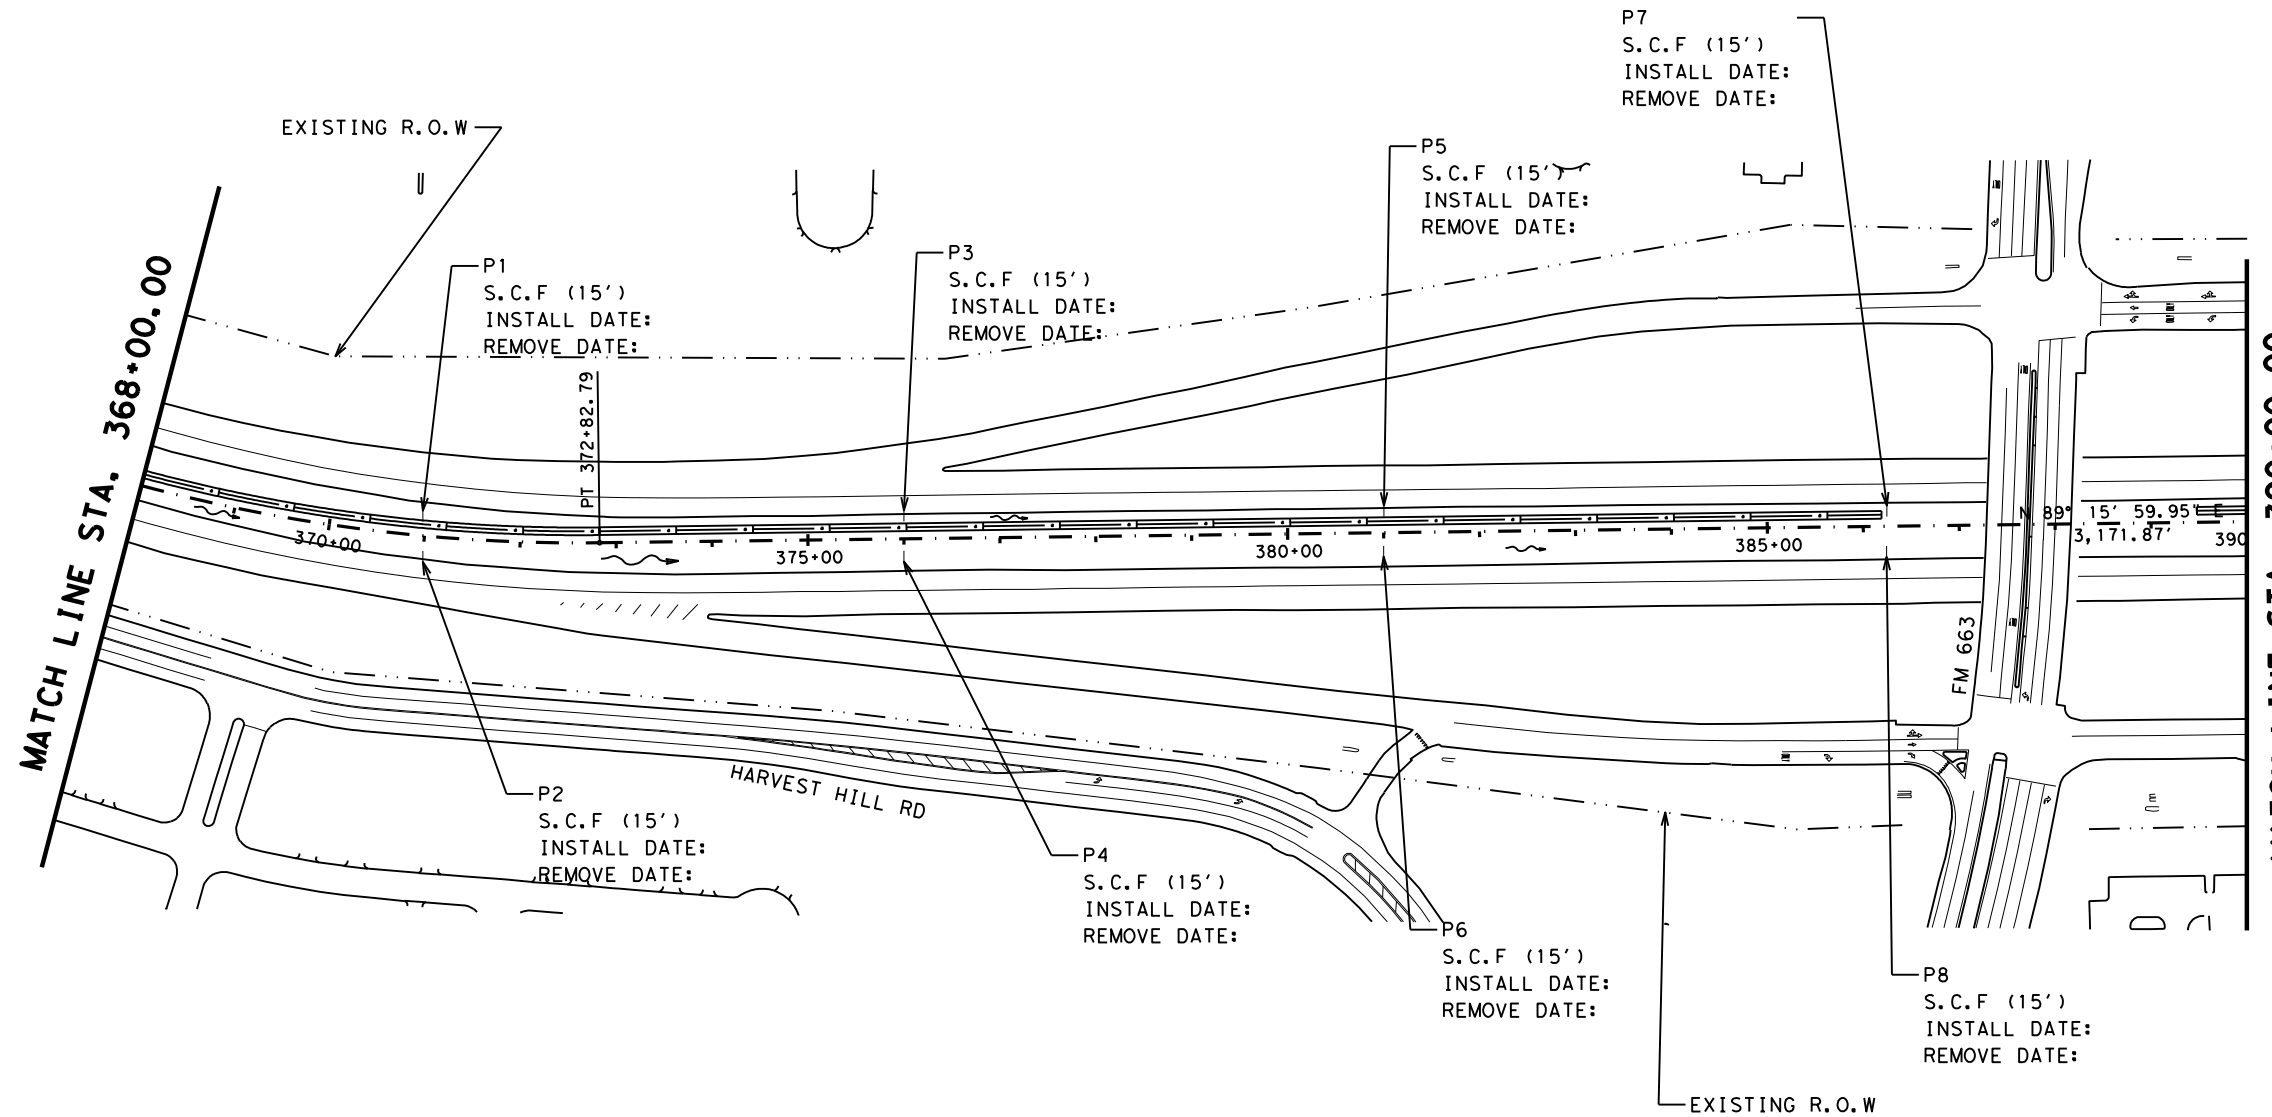 P7
S.C.F (15')
INSTALL DATE:
REMOVE DATE:
EXISTING R.O.W
P5
S.C.F (15')
INSTALL DATE:
REMOVE DATE:
P3
S.C.F (15')
INSTALL DATE:
REMOVE DATE:
P1
S.C.F (15')
INSTALL DATE:
REMOVE DATE:
MATCH LINE STA. 368+00.00
PT 372+82.79
370+00
375+00
380+00
385+00
N 89° 15' 59.95" E
3,171.87'
390
FM 663
HARVEST HILL RD
P2
S.C.F (15')
INSTALL DATE:
REMOVE DATE:
P4
S.C.F (15')
INSTALL DATE:
REMOVE DATE:
P6
S.C.F (15')
INSTALL DATE:
REMOVE DATE:
P8
S.C.F (15')
INSTALL DATE:
REMOVE DATE:
EXISTING R.O.W